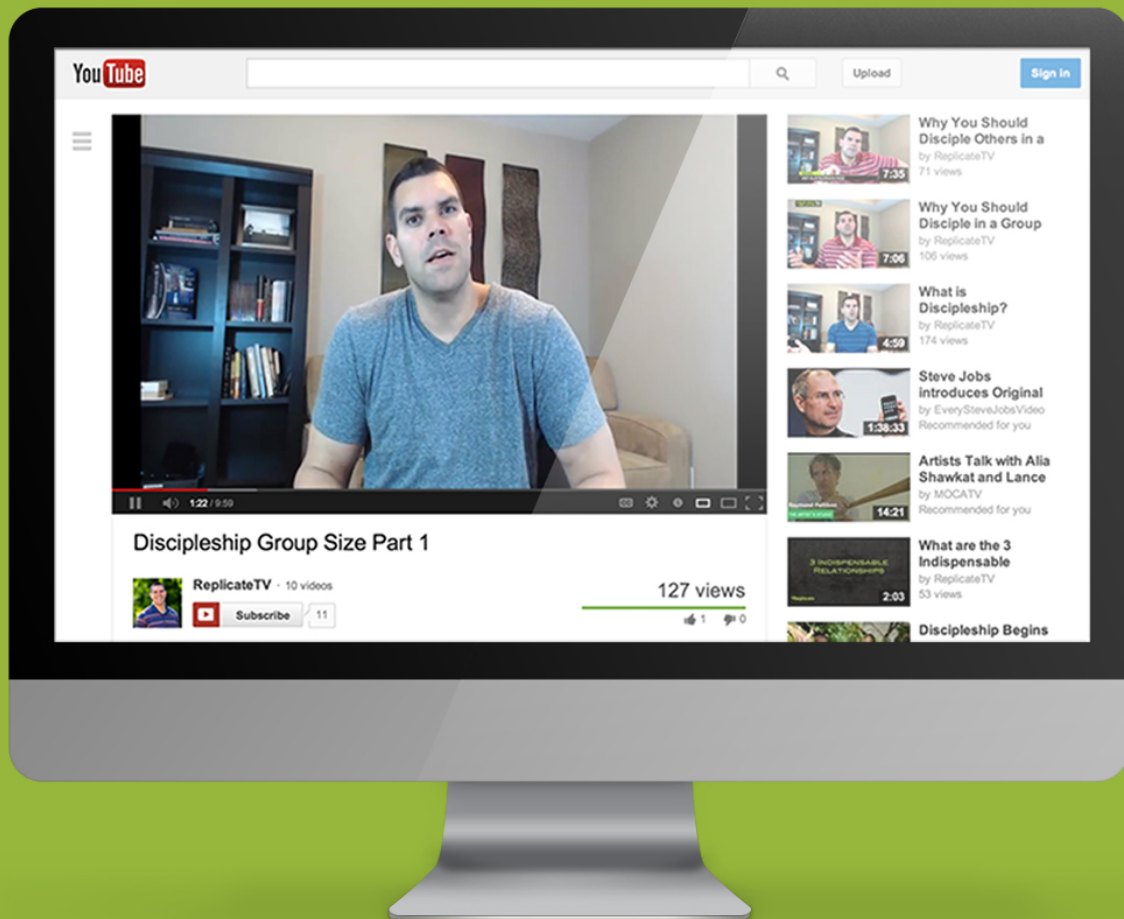 YouTube
Upload
Sign in
1:22 / 9:59
Discipleship Group Size Part 1
ReplicateTV · 10 videos
Subscribe
11
127 views
1
0
7:35
Why You Should
Disciple Others in a
by ReplicateTV
71 views
7:06
Why You Should
Disciple in a Group
by ReplicateTV
106 views
4:59
What is
Discipleship?
by ReplicateTV
174 views
1:38:33
Steve Jobs
introduces Original
by EverySteveJobsVideo
Recommended for you
14:21
Artists Talk with Alia
Shawkat and Lance
by MOCATV
Recommended for you
3 INDISPENSABLE
RELATIONSHIPS
Replicate
2:03
What are the 3
Indispensable
by ReplicateTV
53 views
Discipleship Begins